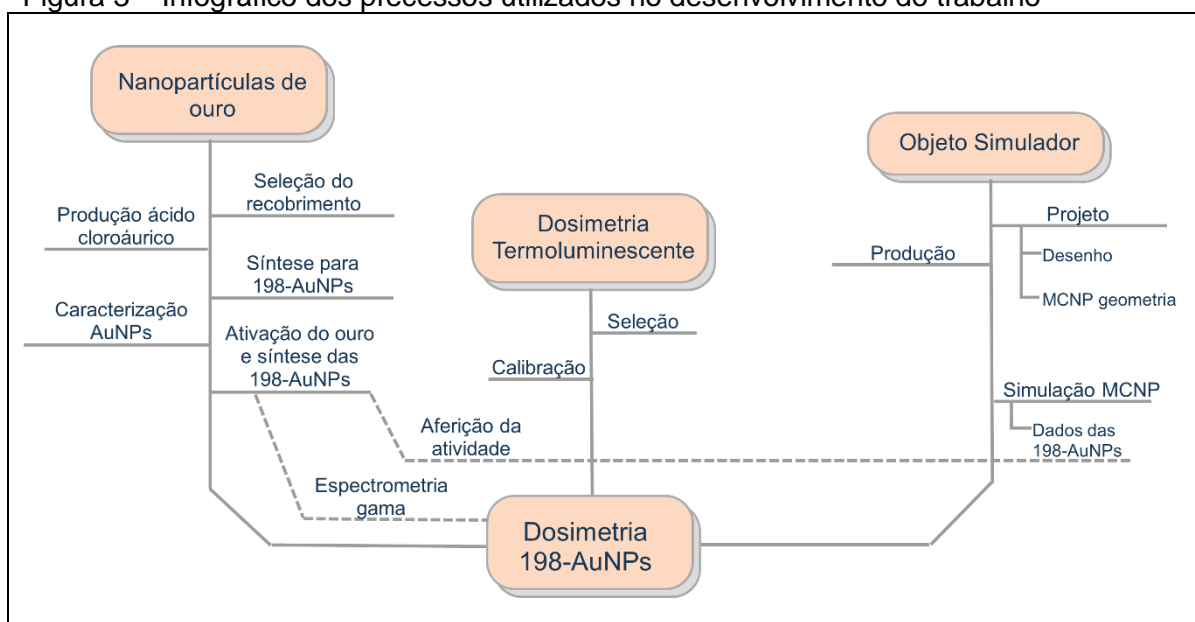 Figura 3 – Infográfico dos precessos utilizados no desenvolvimento do trabalho
Nanopartículas de
ouro
Seleção do
recobrimento
Produção ácido
cloroáurico
Síntese para
198-AuNPs
Caracterização
AuNPs
Ativação do ouro
e síntese das
198-AuNPs
Aferição da
atividade
Espectrometria
gama
Dosimetria
Termoluminescente
Seleção
Calibração
Objeto Simulador
Projeto
Desenho
MCNP geometria
Produção
Simulação MCNP
Dados das
198-AuNPs
Dosimetria
198-AuNPs